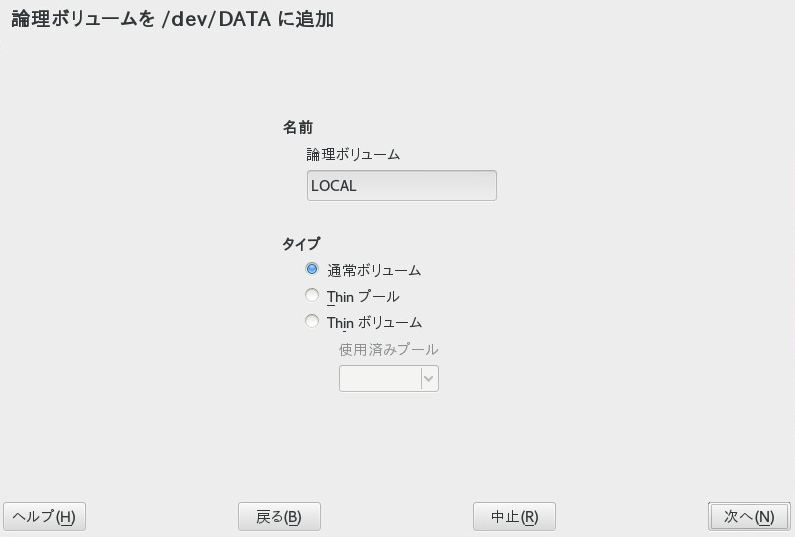 論理ボリュームを /dev/DATA に追加
名前
論理ボリューム
LOCAL
タイプ
通常ボリューム
Thin プール
Thin ボリューム
使用済みプール
ヘルプ(H) 戻る(B) 中止(R) 次へ(N)